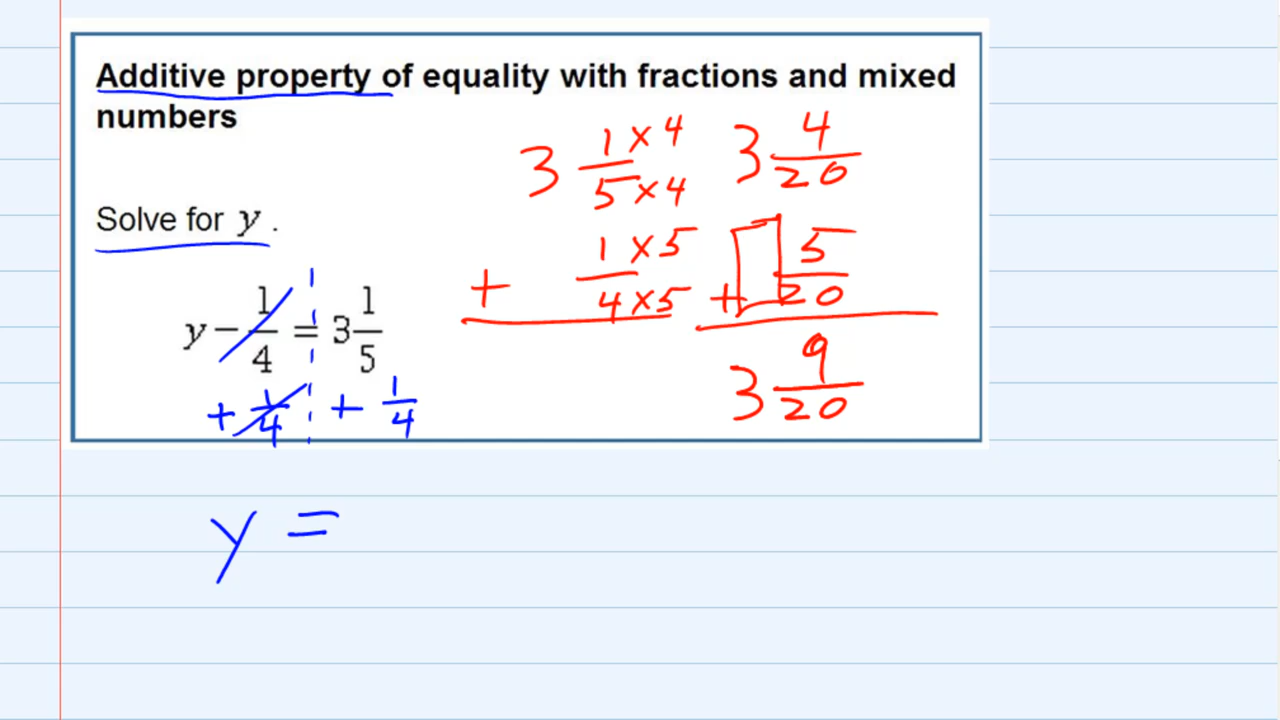 Additive property of equality with fractions and mixed
numbers
Solve for y .
y − 1/4 = 3 1/5
+ 1/4 + 1/4
y =
3 1×4/5×4
+ 1×5/4×5
3 4/20
+ 5/20
3 9/20